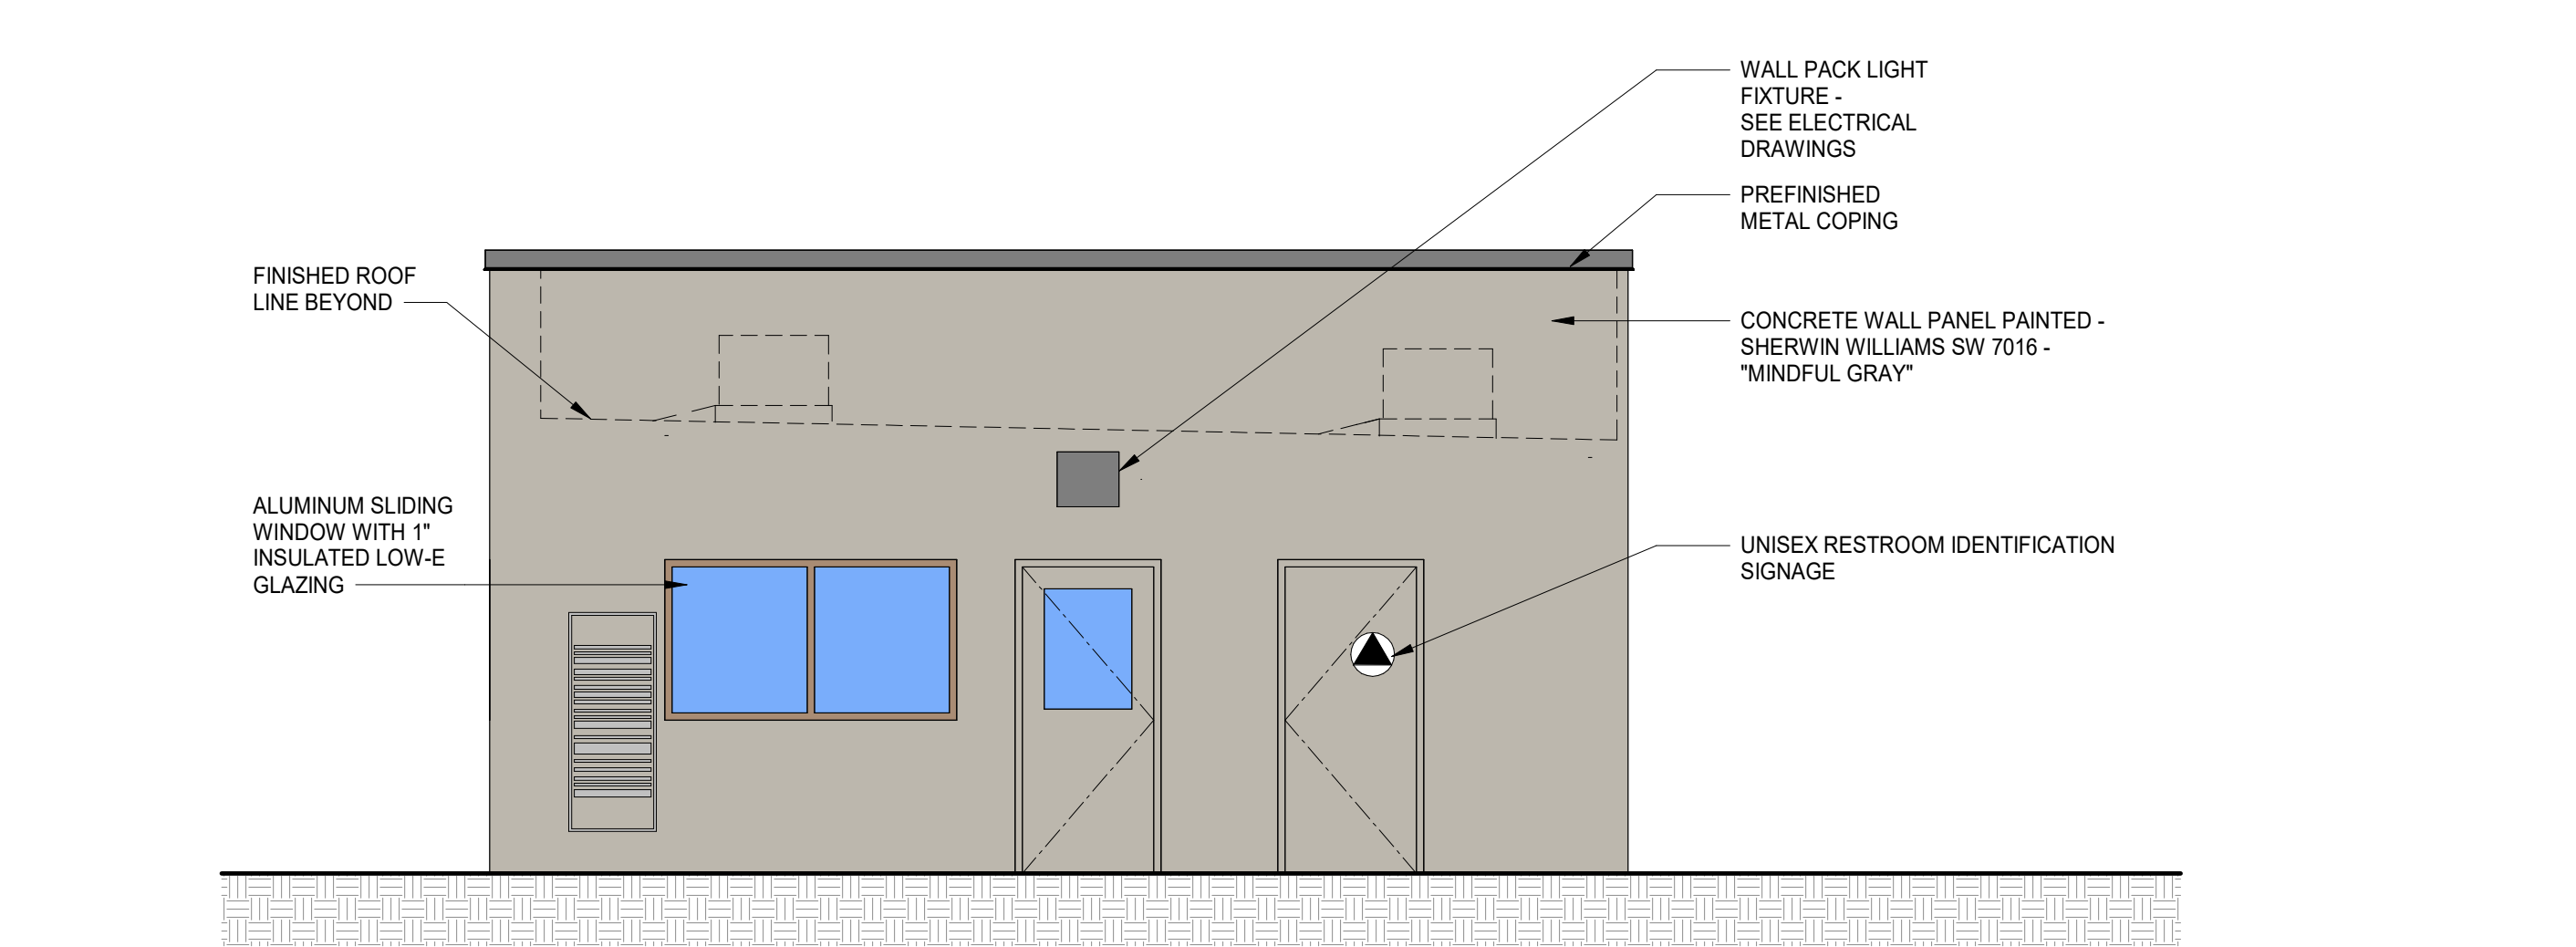 WALL PACK LIGHT
FIXTURE -
SEE ELECTRICAL
DRAWINGS
PREFINISHED
METAL COPING
FINISHED ROOF
LINE BEYOND
CONCRETE WALL PANEL PAINTED -
SHERWIN WILLIAMS SW 7016 -
"MINDFUL GRAY"
ALUMINUM SLIDING
WINDOW WITH 1"
INSULATED LOW-E
GLAZING
UNISEX RESTROOM IDENTIFICATION
SIGNAGE